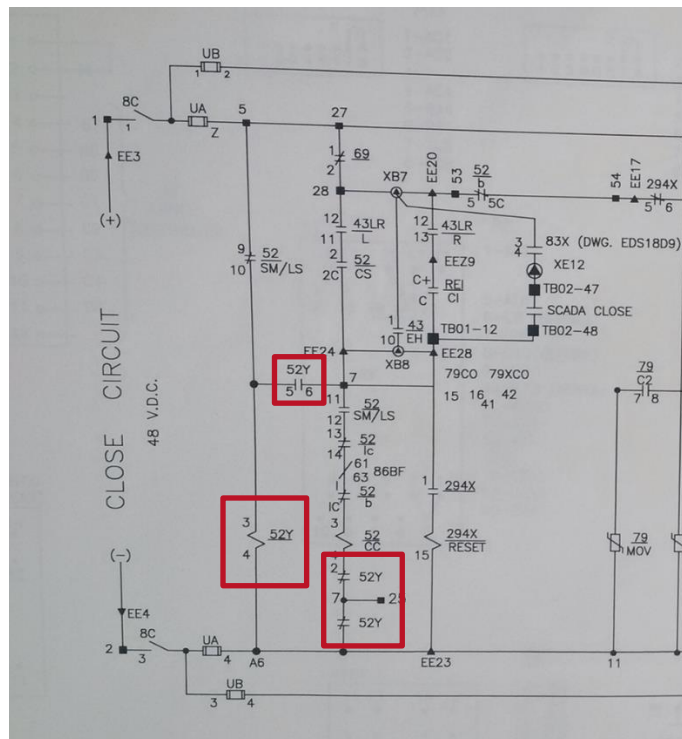 UB
1 2
8C
1 1
UA
Z
5
27
EE3
(+)
1
2
69
28
XB7
EE20
53
52
b
5 5C
54
EE17
294X
5 6
12
11
43LR
L
12
13
43LR
R
3
4
83X (DWG. EDS18D9)
9
10
52
SM/LS
2
2C
52
CS
EEZ9
XE12
TB02-47
C+
C
REI
CI
SCADA CLOSE
1
10
43
EH
TB01-12
TB02-48
EE24
XB8
EE28
52Y
5 6
7
79CO 79XCO
15 16 42
41
79
C2
7 8
CLOSE CIRCUIT
48 V.D.C.
11
12
52
SM/LS
13
14
52
Ic
61
63
86BF
1
294X
I
IC
52
b
3
4
52Y
3
52
CC
15
294X
RESET
79
MOV
(-)
2
52Y
7
25
52Y
EE4
8C
2 3
UA
4
A6
EE23
11
UB
3 4